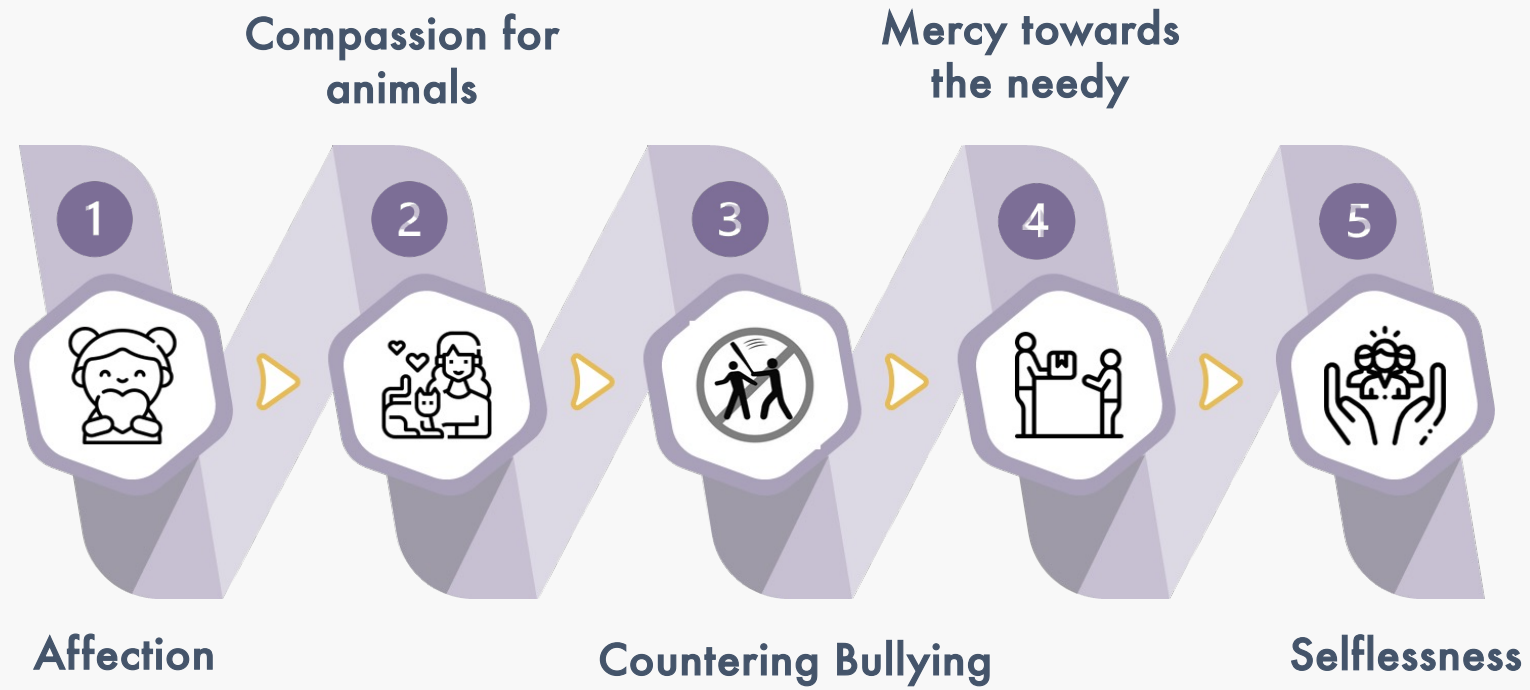 Compassion for
animals
Mercy towards
the needy
1
2
3
4
5
Affection
Countering Bullying
Selflessness